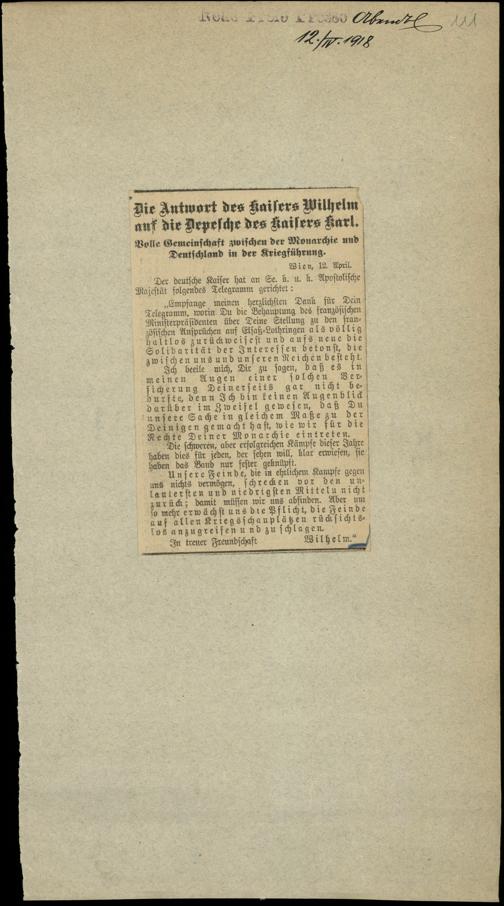 Neue Freie Presse Abendbl 111
12./IV. 1918
Die Antwort des Kaisers Wilhelm
auf die Depesche des Kaisers Karl.
Volle Gemeinschaft zwischen der Monarchie und
Deutschland in der Kriegführung.
Wien, 12. April.
Der deutsche Kaiser hat an Se. k. u. k. Apostolische
Majestät folgendes Telegramm gerichtet:
„Empfange meinen herzlichsten Dank für Dein
Telegramm, worin Du die Behauptung des französischen
Ministerpräsidenten über Deine Stellung zu den fran-
zösischen Ansprüchen auf Elsaß-Lothringen als völlig
haltlos zurückweisest und aufs neue die
Solidarität der Interessen betonst, die
zwischen uns und unseren Reichen besteht.
Ich beeile mich, Dir zu sagen, daß es in
meinen Augen einer solchen Ver-
sicherung Deinerseits gar nicht be-
durfte, denn Ich bin keinen Augenblick
darüber im Zweifel gewesen, daß Du
unsere Sache in gleichem Maße zu der
Deinigen gemacht hast, wie wir für die
Rechte Deiner Monarchie eintreten.
Die schweren, aber erfolgreichen Kämpfe dieser Jahre
haben dies für jeden, der sehen will, klar erwiesen, sie
haben das Band nur fester geknüpft.
Unsere Feinde, die in ehrlichem Kampfe gegen
uns nichts vermögen, schrecken vor den un-
lautersten und niedrigsten Mitteln nicht
zurück; damit müssen wir uns abfinden. Aber um
so mehr erwächst uns die Pflicht, die Feinde
auf allen Kriegsschauplätzen rücksichts-
los anzugreifen und zu schlagen.
In treuer Freundschaft Wilhelm.“